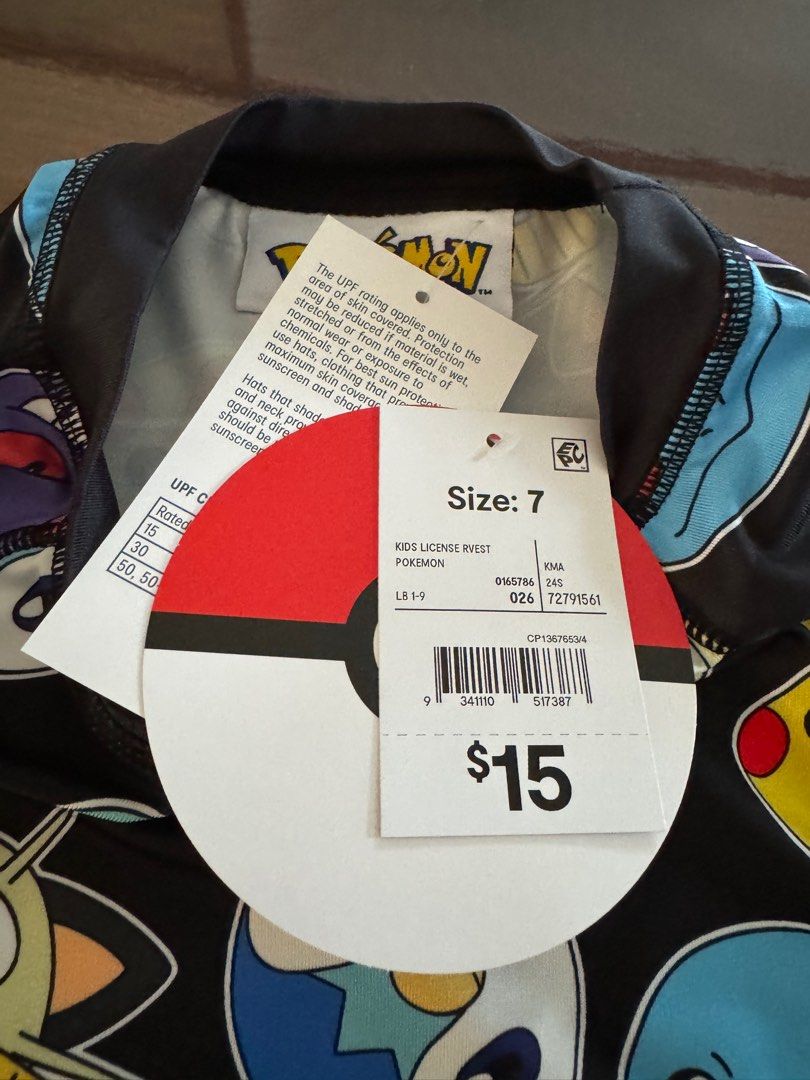 POKéMON
TM
The UPF rating applies only to the
area of skin covered. Protection
may be reduced if material is wet,
stretched or from the effects of
normal wear or exposure to
chemicals. For best sun
use hats, clothing that
maximum skin
sunscreen and
Hats that
and neck
against
should be
sunscreen
UPF
Rated
15
30
50, 50
EPC
Size: 7
KIDS LICENSE RVEST
POKEMON
KMA
0165786 24S
LB 1-9 026 72791561
CP1367653/4
9 341110 517387
$15